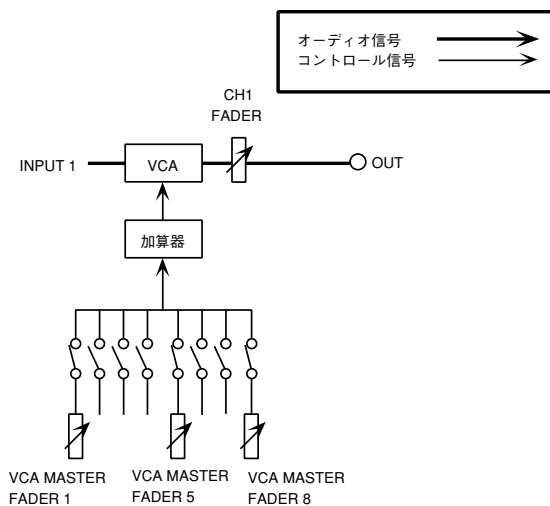 オーディオ信号
コントロール信号
CH1
FADER
INPUT 1
VCA
OUT
加算器
VCA MASTER
FADER 1
VCA MASTER
FADER 5
VCA MASTER
FADER 8